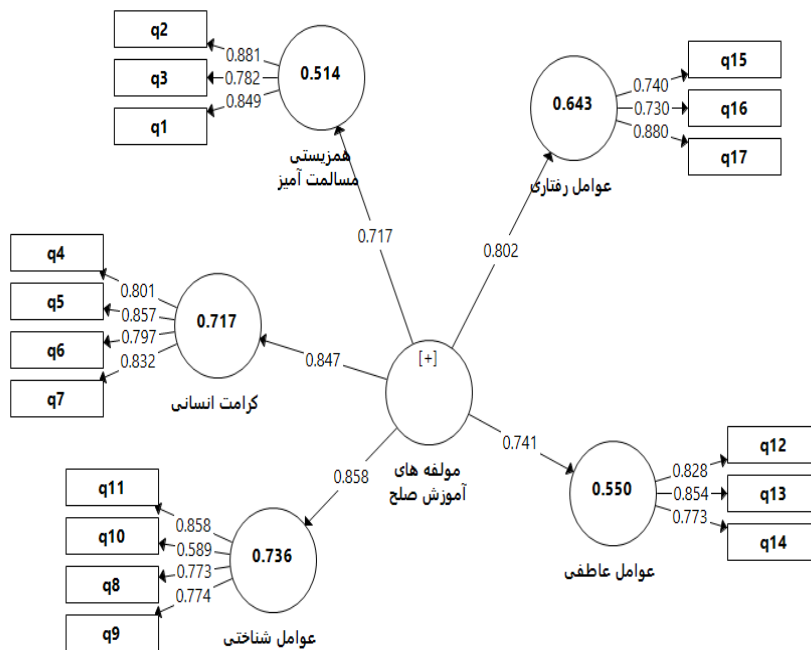 q2
q3
q1
0.881
0.782
0.849
0.514
همزیستی
مسالمت آمیز
0.717
q15
q16
q17
0.740
0.730
0.880
0.643
عوامل رفتاری
0.802
q4
q5
q6
q7
0.801
0.857
0.797
0.832
0.717
کرامت انسانی
0.847
[+]
مولفه های
آموزش صلح
0.741
q12
q13
q14
0.828
0.854
0.773
0.550
عوامل عاطفی
0.858
q11
q10
q8
q9
0.858
0.589
0.773
0.774
0.736
عوامل شناختی